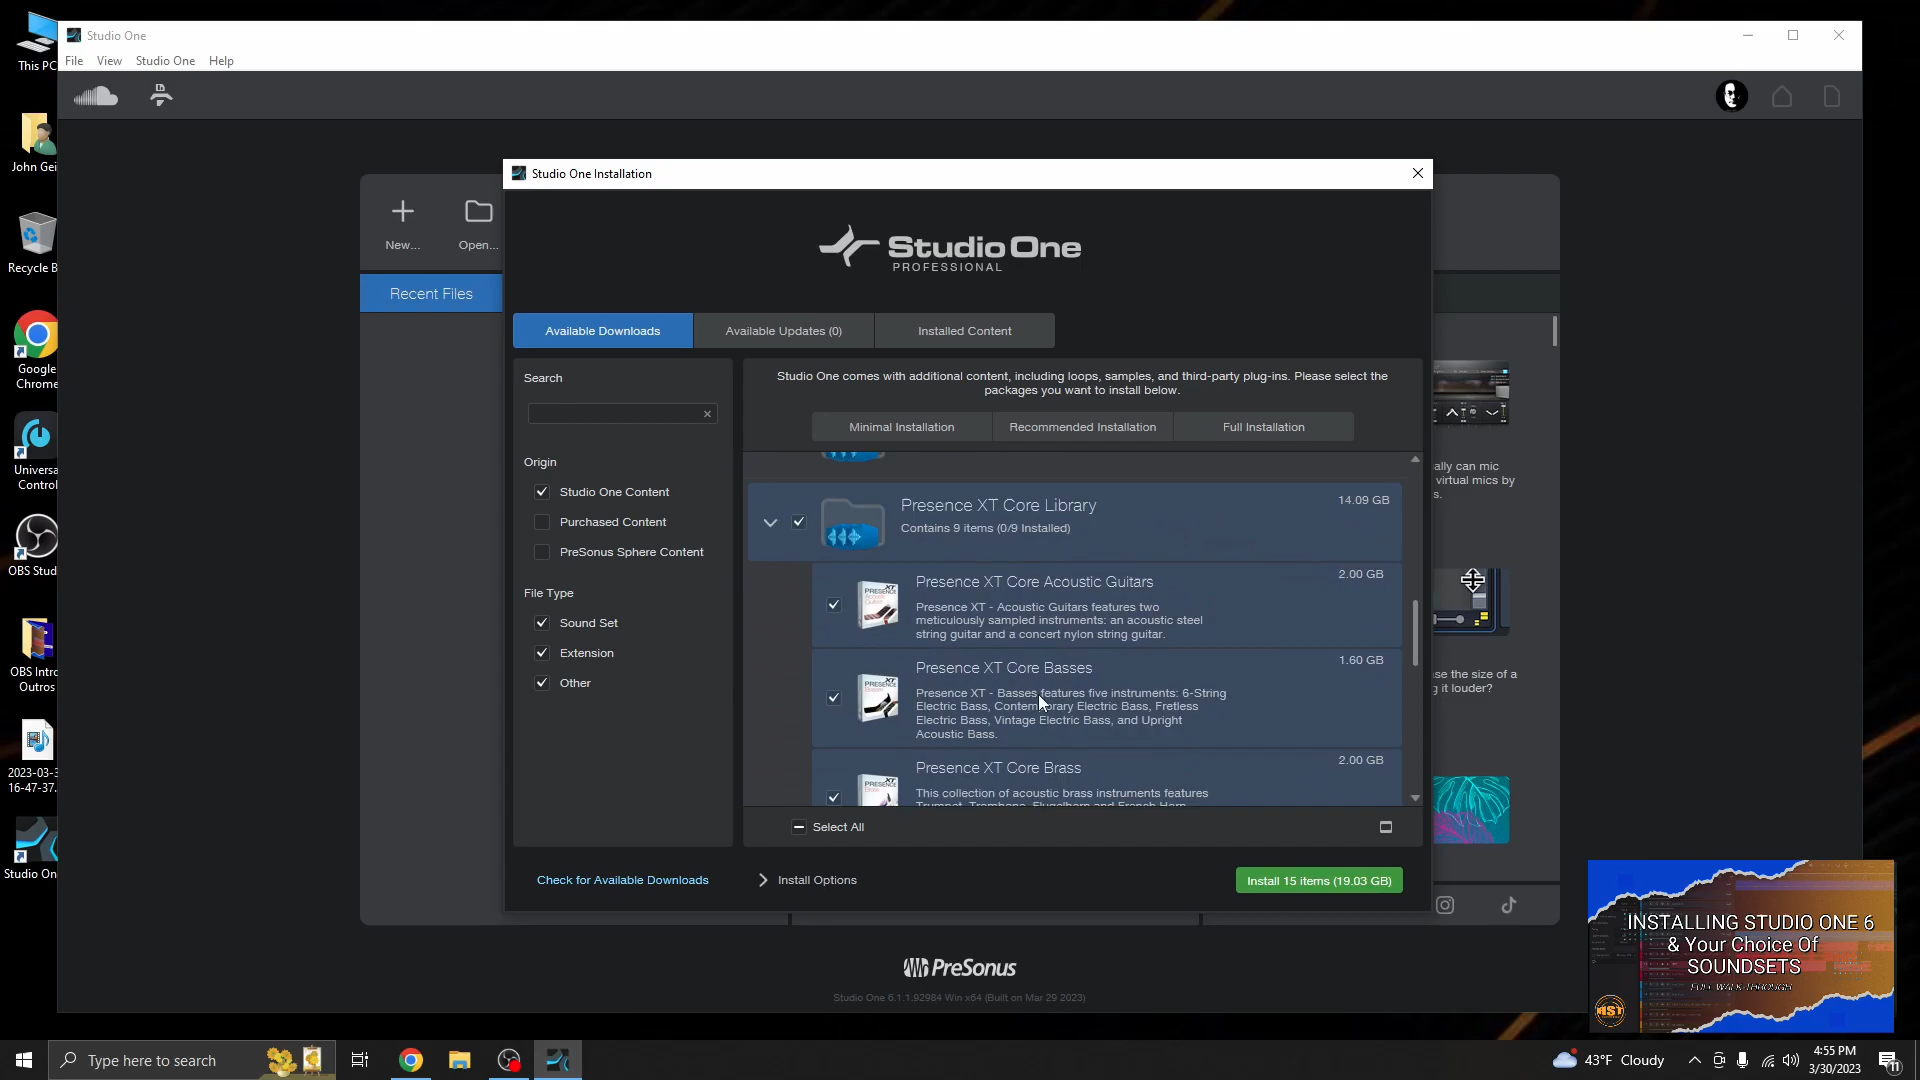 This PC
John Gei
Recycle B
Google
Chrome
Universa
Control
OBS Stud
OBS Intro
Outros
2023-03-3
16-47-37.
Studio On
Studio One
File View Studio One Help
New...
Open...
Recent Files
Studio One Installation
Studio One
PROFESSIONAL
Available Downloads
Available Updates (0)
Installed Content
Search
Origin
Studio One Content
Purchased Content
PreSonus Sphere Content
File Type
Sound Set
Extension
Other
Studio One comes with additional content, including loops, samples, and third-party plug-ins. Please select the
packages you want to install below.
Minimal Installation
Recommended Installation
Full Installation
Presence XT Core Library
14.09 GB
Contains 9 items (0/9 Installed)
Presence XT Core Acoustic Guitars
2.00 GB
Presence XT - Acoustic Guitars features two
meticulously sampled instruments: an acoustic steel
string guitar and a concert nylon string guitar.
Presence XT Core Basses
1.60 GB
Presence XT - Basses features five instruments: 6-String
Electric Bass, Contemporary Electric Bass, Fretless
Electric Bass, Vintage Electric Bass, and Upright
Acoustic Bass.
Presence XT Core Brass
2.00 GB
This collection of acoustic brass instruments features
Trumpet, Trombone, Flugelhorn and French Horn
Select All
Check for Available Downloads
Install Options
Install 15 items (19.03 GB)
ally can mic
virtual mics by
s.
se the size of a
g it louder?
PreSonus
Studio One 6.1.1.92984 Win x64 (Built on Mar 29 2023)
INSTALLING STUDIO ONE 6
& Your Choice Of
SOUNDSETS
FULL WALK-THROUGH
MST
Type here to search
43°F Cloudy
4:55 PM
3/30/2023
11